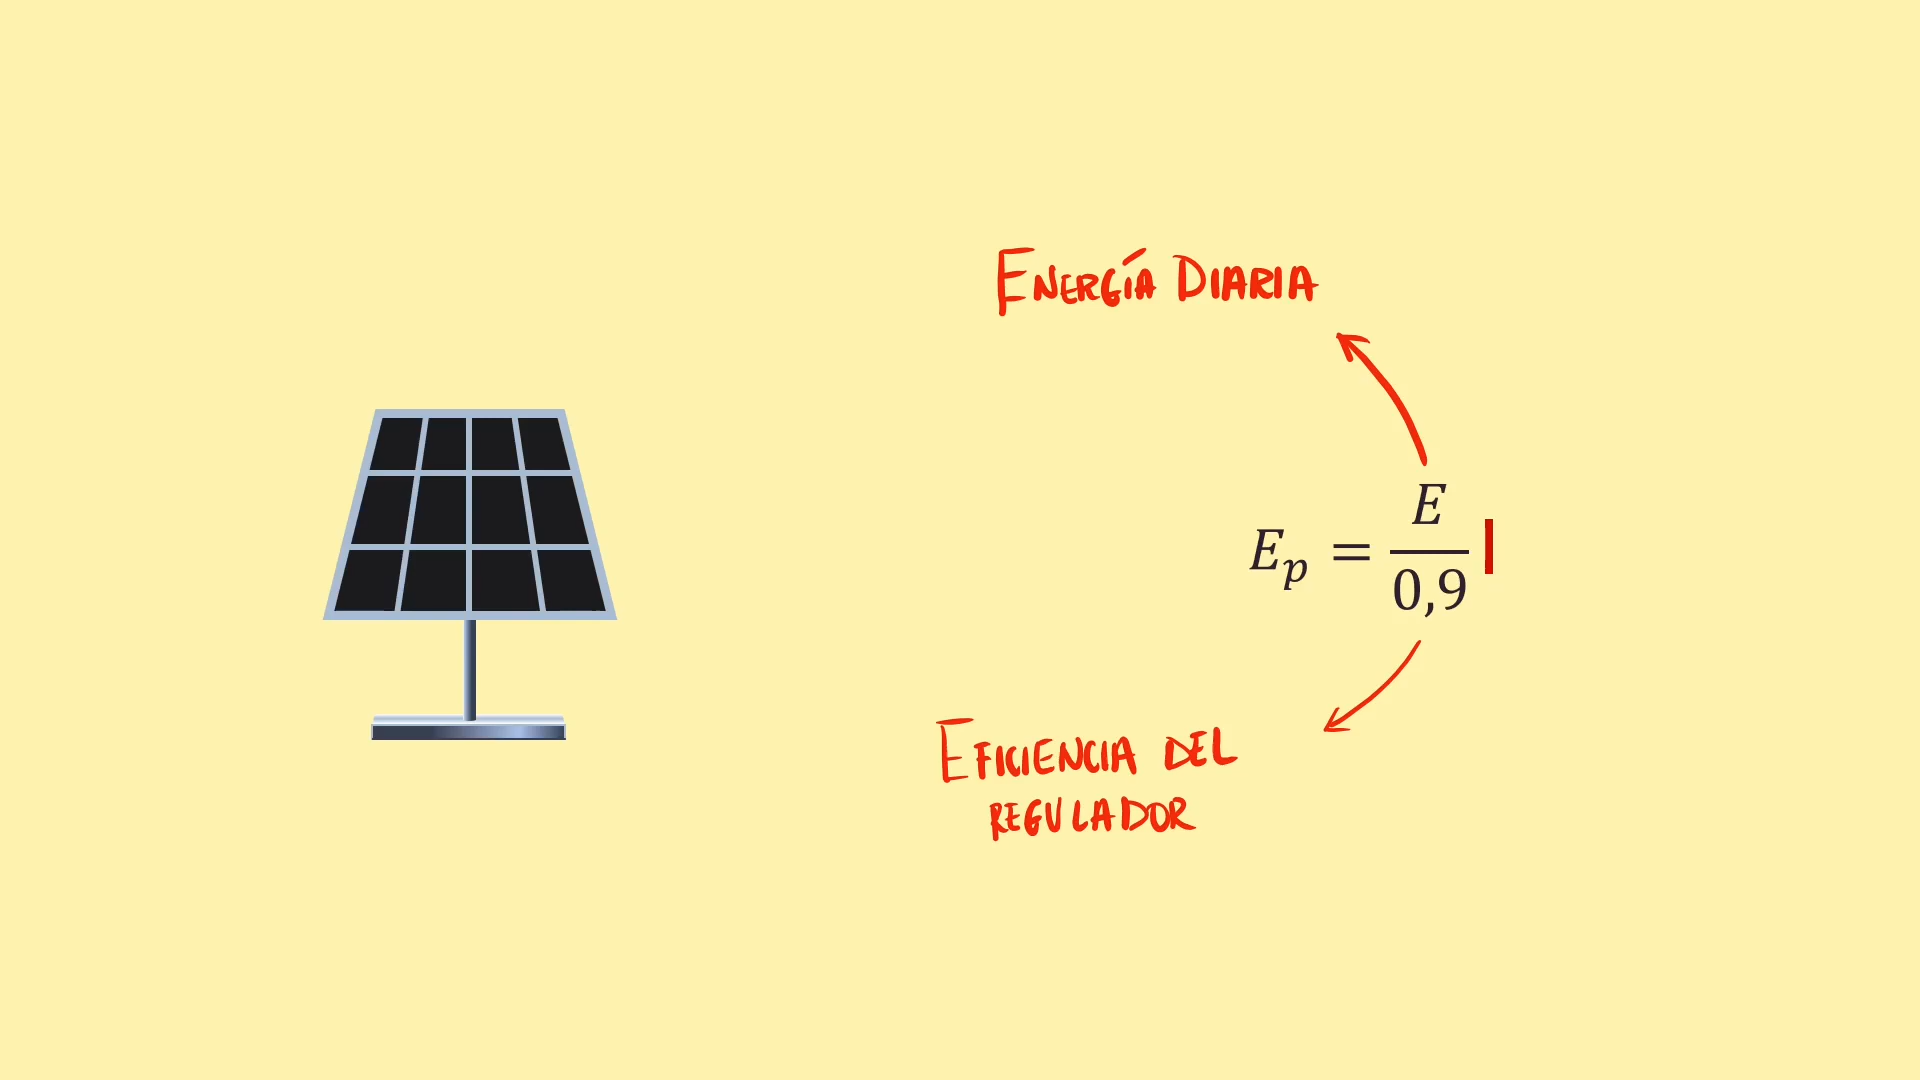 ENERGÍA DIARIA
E_p = E/0,9
EFICIENCIA DEL
REGULADOR